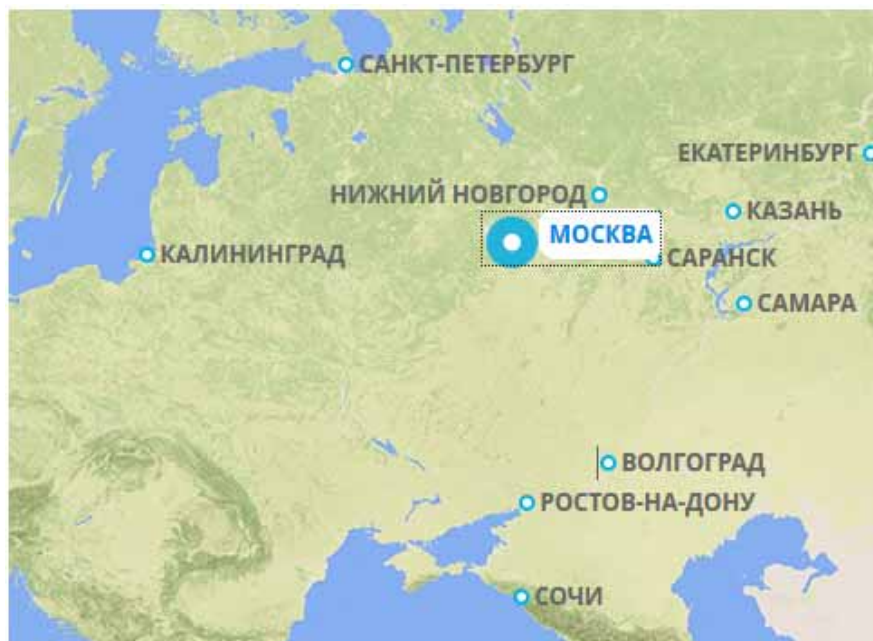 САНКТ-ПЕТЕРБУРГ
ЕКАТЕРИНБУРГ
НИЖНИЙ НОВГОРОД
КАЗАНЬ
МОСКВА
КАЛИНИНГРАД
САРАНСК
САМАРА
ВОЛГОГРАД
РОСТОВ-НА-ДОНУ
СОЧИ